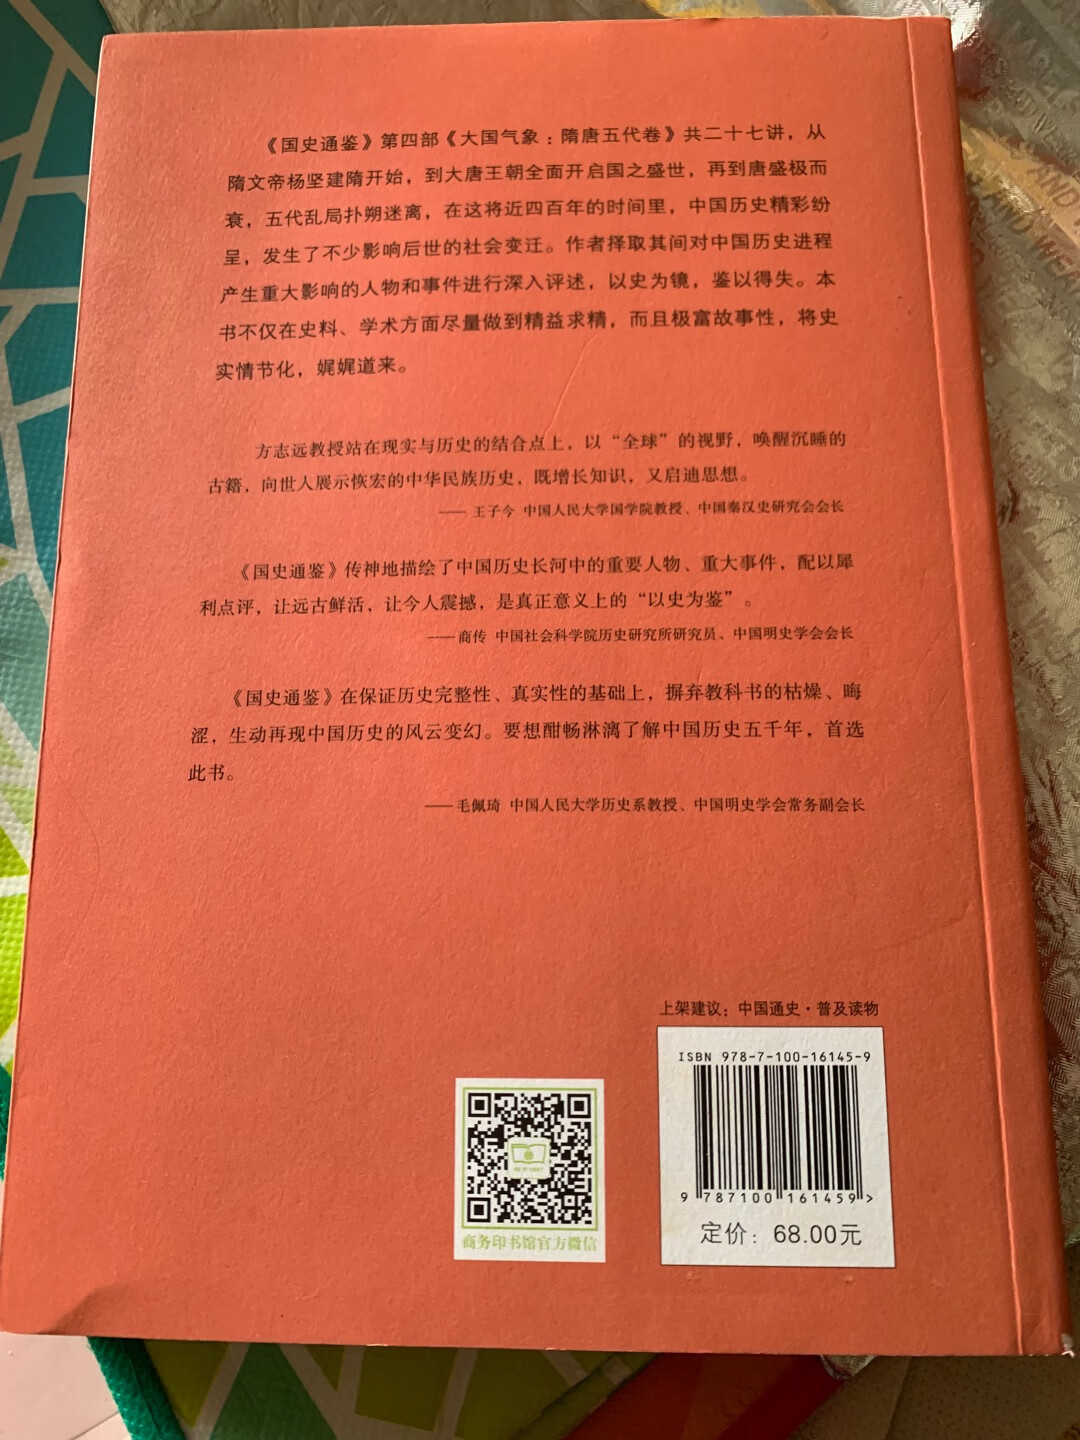 《国史通鉴》第四部《大国气象：隋唐五代卷》共二十七讲，从
隋文帝杨坚建隋开始，到大唐王朝全面开启国之盛世，再到唐盛极而
衰，五代乱局扑朔迷离，在这将近四百年的时间里，中国历史精彩纷
呈，发生了不少影响后世的社会变迁。作者择取其间对中国历史进程
产生重大影响的人物和事件进行深入评述，以史为镜，鉴以得失。本
书不仅在史料、学术方面尽量做到精益求精，而且极富故事性，将史
实情节化，娓娓道来。
方志远教授站在现实与历史的结合点上，以“全球”的视野，唤醒沉睡的
古籍，向世人展示恢宏的中华民族历史，既增长知识，又启迪思想。
——王子今 中国人民大学国学院教授、中国秦汉史研究会会长
《国史通鉴》传神地描绘了中国历史长河中的重要人物、重大事件，配以犀
利点评，让远古鲜活，让今人震撼，是真正意义上的“以史为鉴”。
——商传 中国社会科学院历史研究所研究员、中国明史学会会长
《国史通鉴》在保证历史完整性、真实性的基础上，摒弃教科书的枯燥、晦
涩，生动再现中国历史的风云变幻。要想酣畅淋漓了解中国历史五千年，首选
此书。
——毛佩琦 中国人民大学历史系教授、中国明史学会常务副会长
上架建议：中国通史·普及读物
ISBN 978-7-100-16145-9
9 787100 161459 >
定价：68.00元
商务印书馆官方微信